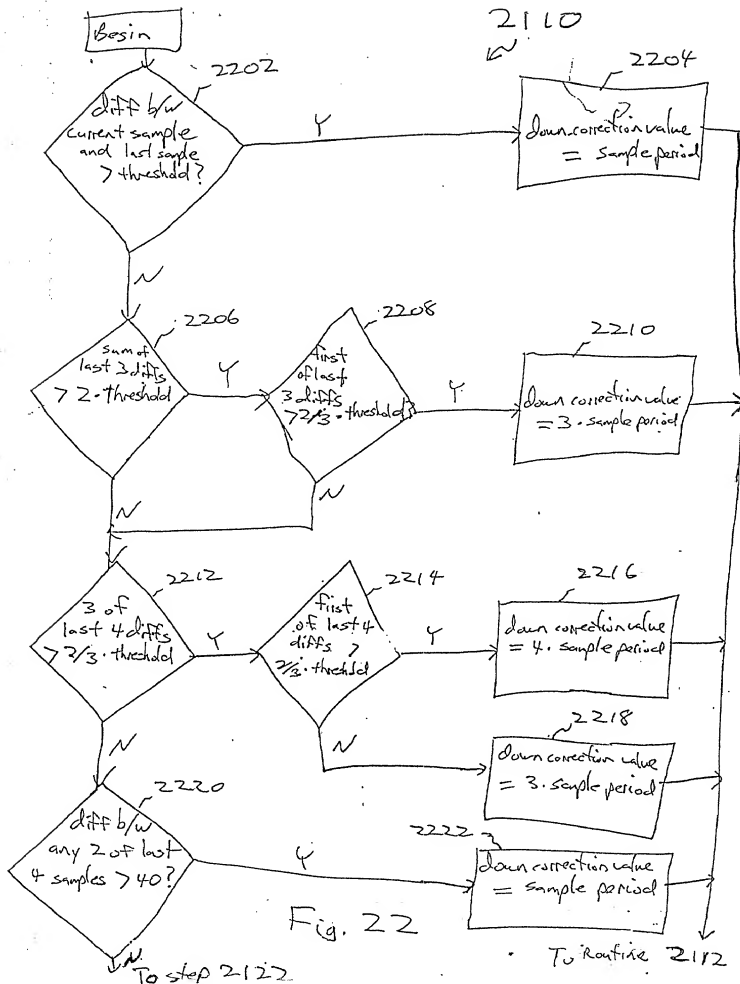 Begin
2110
2202
2204
diff b/w
current sample
and last sample
> threshold?
Y
down correction value
= sample period
N
2206
2208
2210
sum of
last 3 diffs
> 2 · threshold
Y
first
of last
3 diffs
> 2/3 · threshold?
Y
down correction value
= 3 · sample period
N
N
2212
2214
2216
3 of
last 4 diffs
> 2/3 · threshold
Y
first
of last 4
diffs >
2/3 · threshold
Y
down correction value
= 4 · sample period
N
N
2218
down correction value
= 3 · sample period
2220
diff b/w
any 2 of last
4 samples > 40?
Y
2222
down correction value
= sample period
Fig. 22
N
To step 2122
To Routine 2112